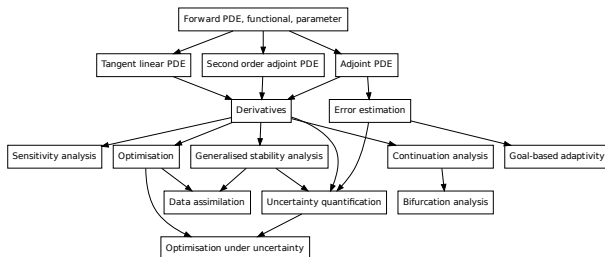 Forward PDE, functional, parameter
Tangent linear PDE
Second order adjoint PDE
Adjoint PDE
Derivatives
Error estimation
Sensitivity analysis
Optimisation
Generalised stability analysis
Continuation analysis
Goal-based adaptivity
Data assimilation
Uncertainty quantification
Bifurcation analysis
Optimisation under uncertainty